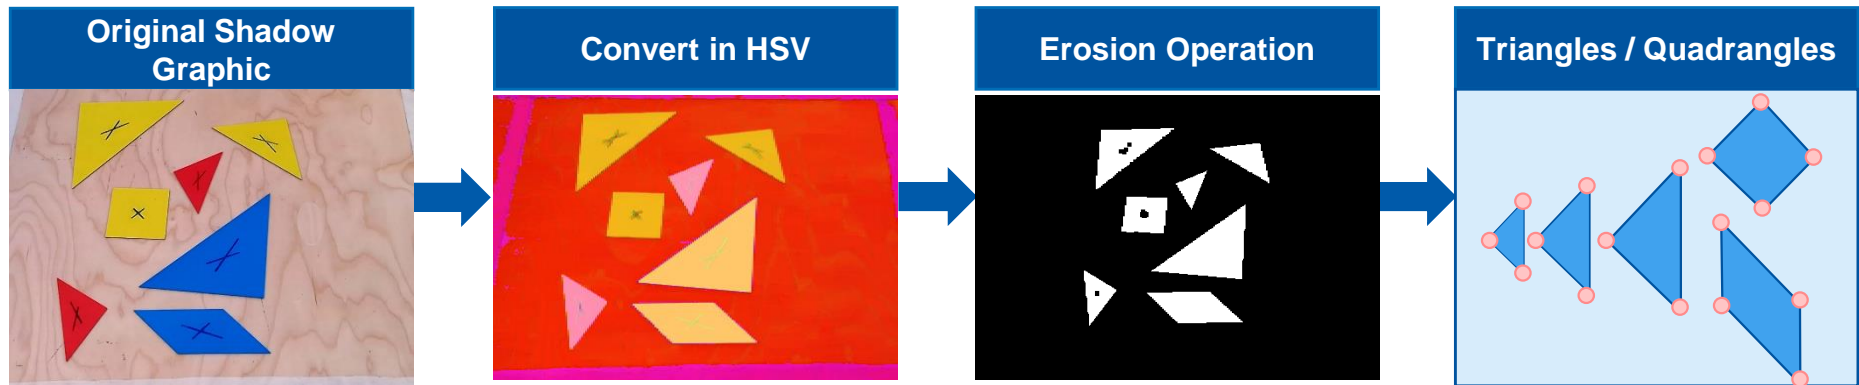 Original Shadow
Graphic
Convert in HSV
Erosion Operation
Triangles / Quadrangles